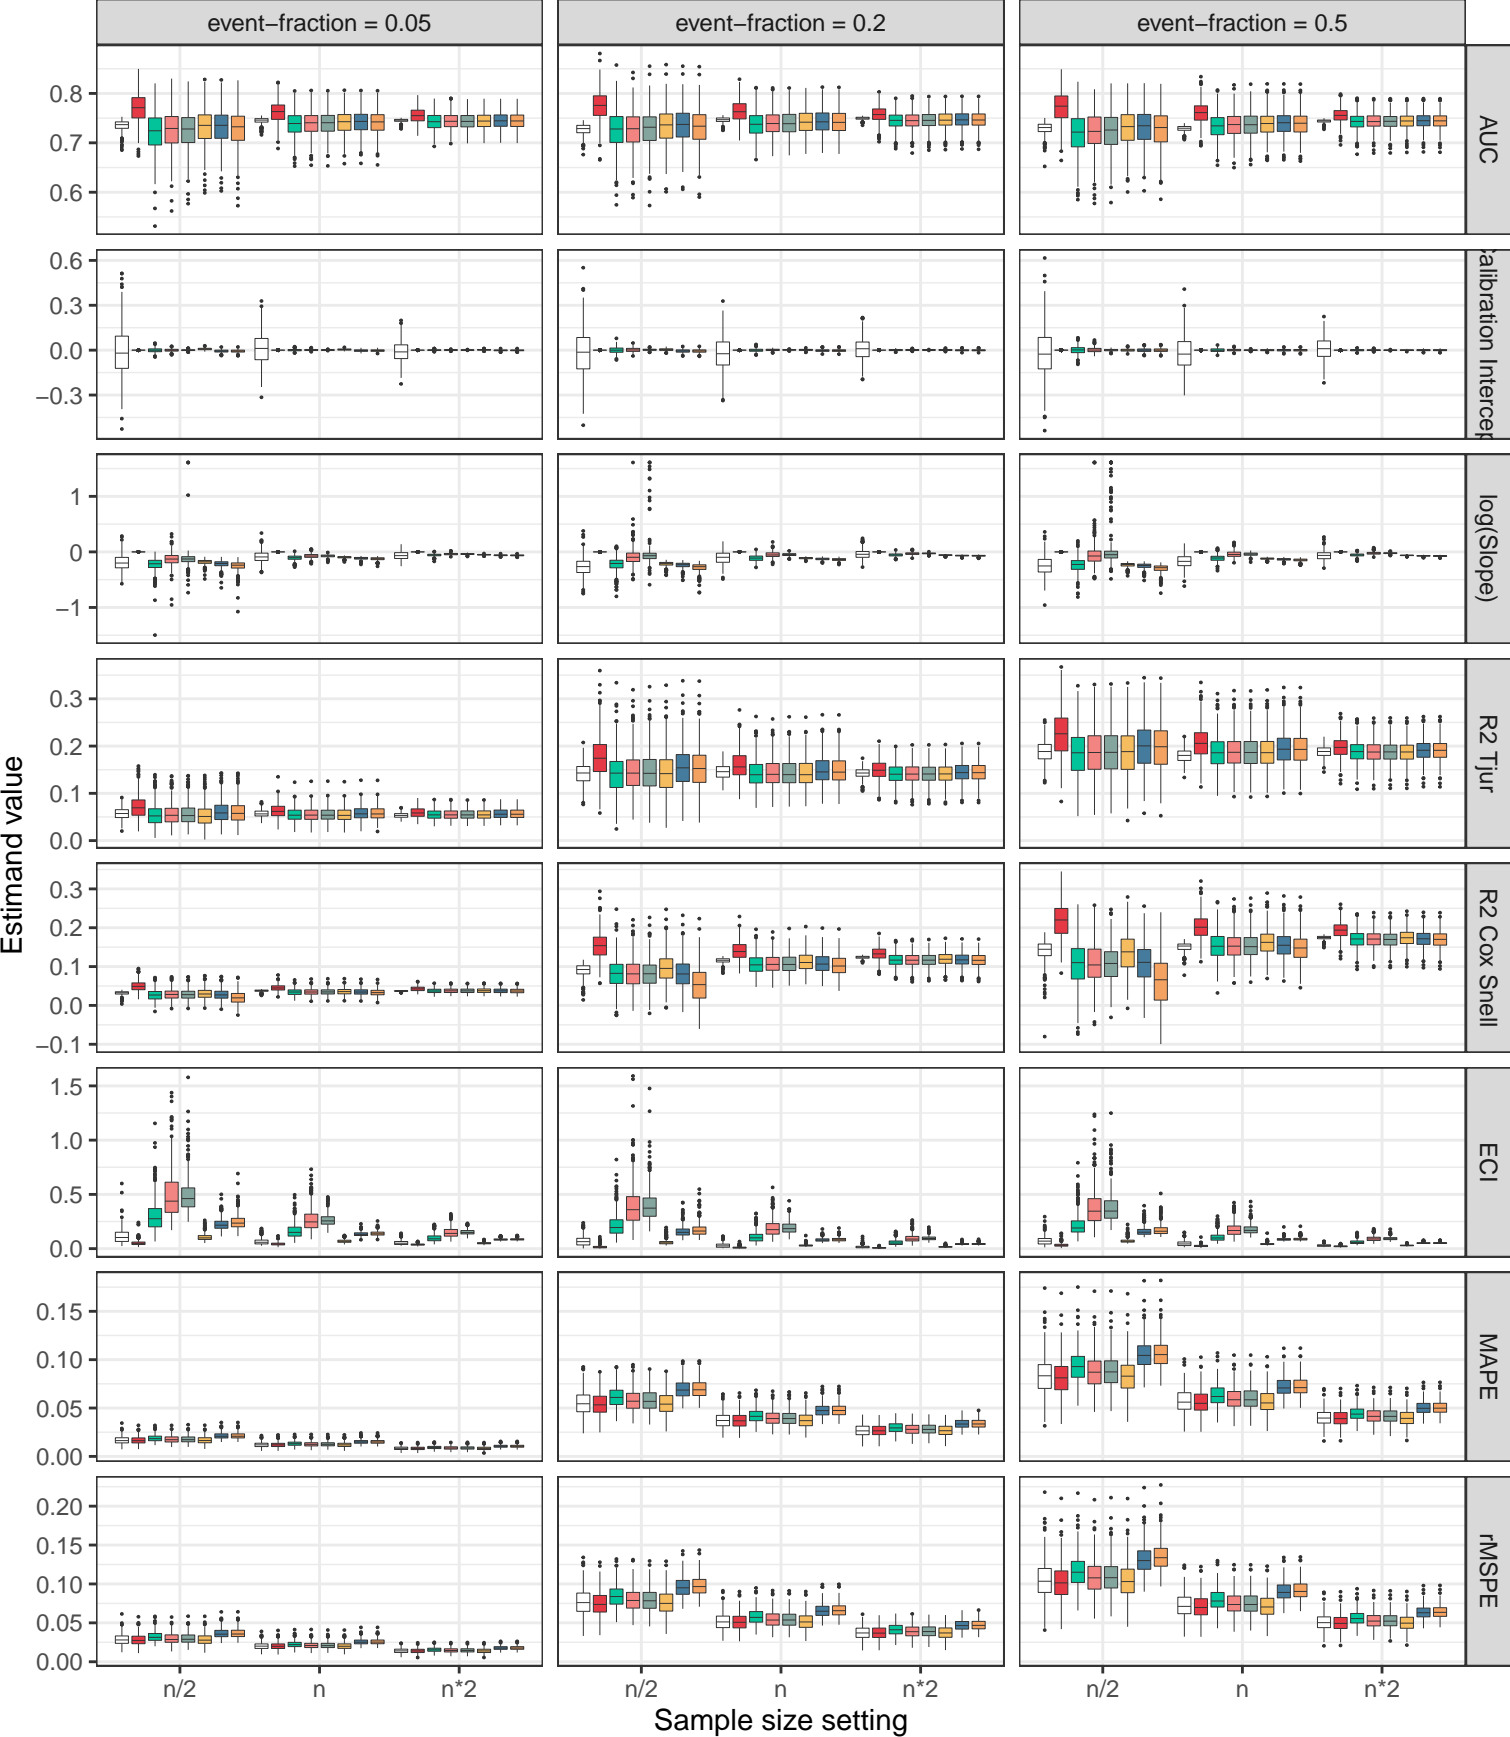 event−fraction = 0.05
event−fraction = 0.2
event−fraction = 0.5
0.8
0.7
0.6
AUC
0.6
0.3
0.0
−0.3
alibration Intercep
1
0
−1
log(Slope)
0.3
0.2
0.1
0.0
R2 Tjur
0.3
0.2
0.1
0.0
−0.1
R2 Cox Snell
1.5
1.0
0.5
0.0
ECI
0.15
0.10
0.05
0.00
MAPE
0.20
0.15
0.10
0.05
0.00
rMSPE
Estimand value
n/2
n
n*2
n/2
n
n*2
n/2
n
n*2
Sample size setting